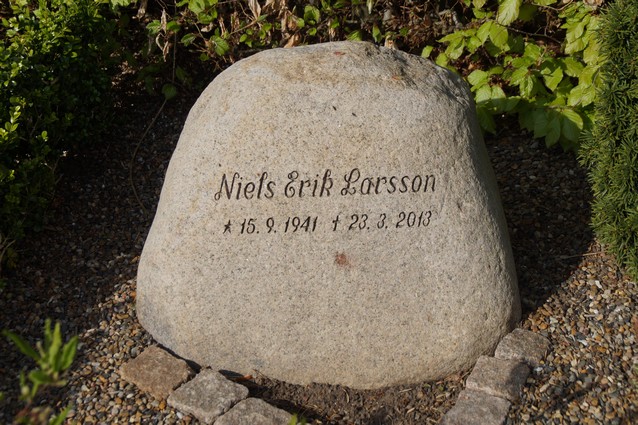 Niels Erik Larsson
★ 15. 9. 1941 ✝ 23. 3. 2013